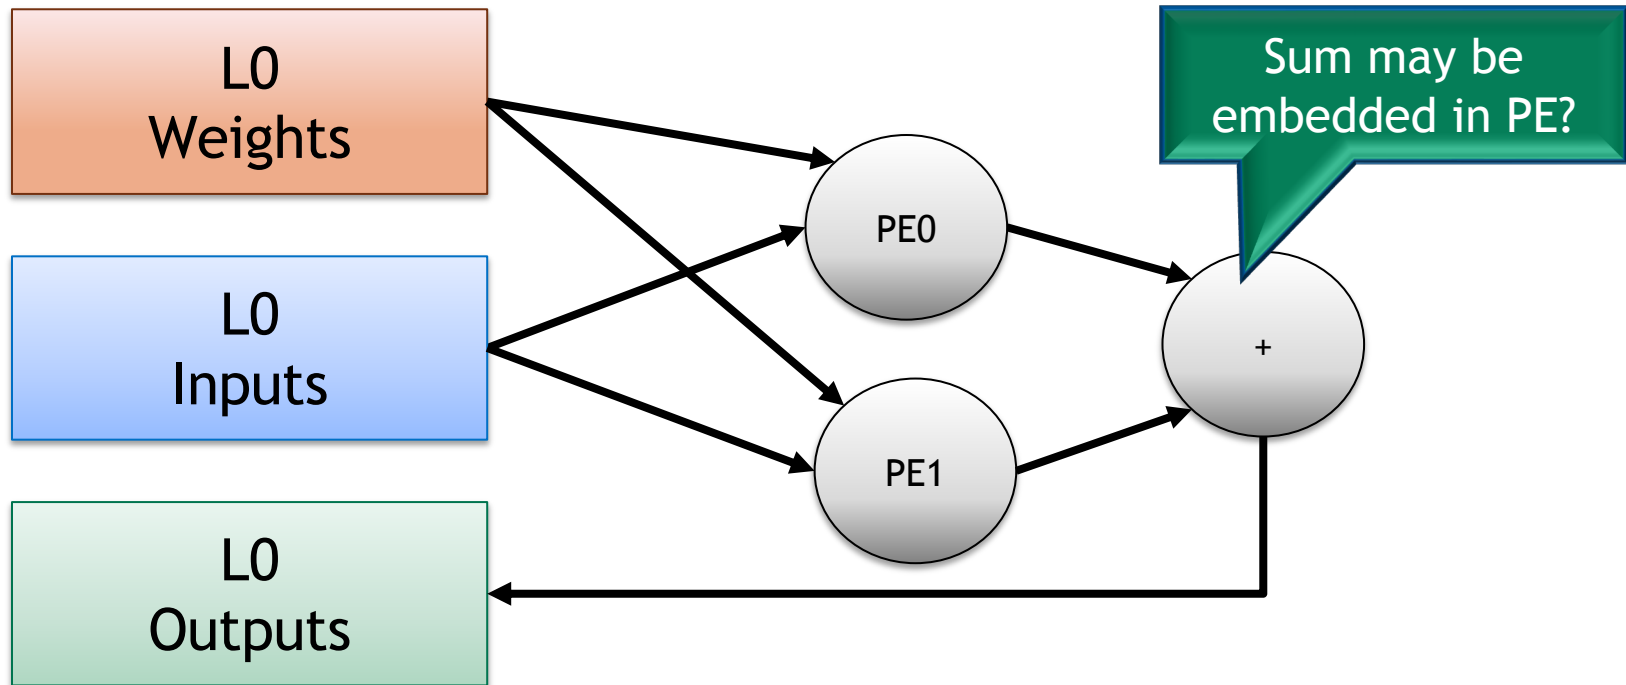 L0
Weights
Sum may be
embedded in PE?
PE0
L0
Inputs
+
PE1
L0
Outputs